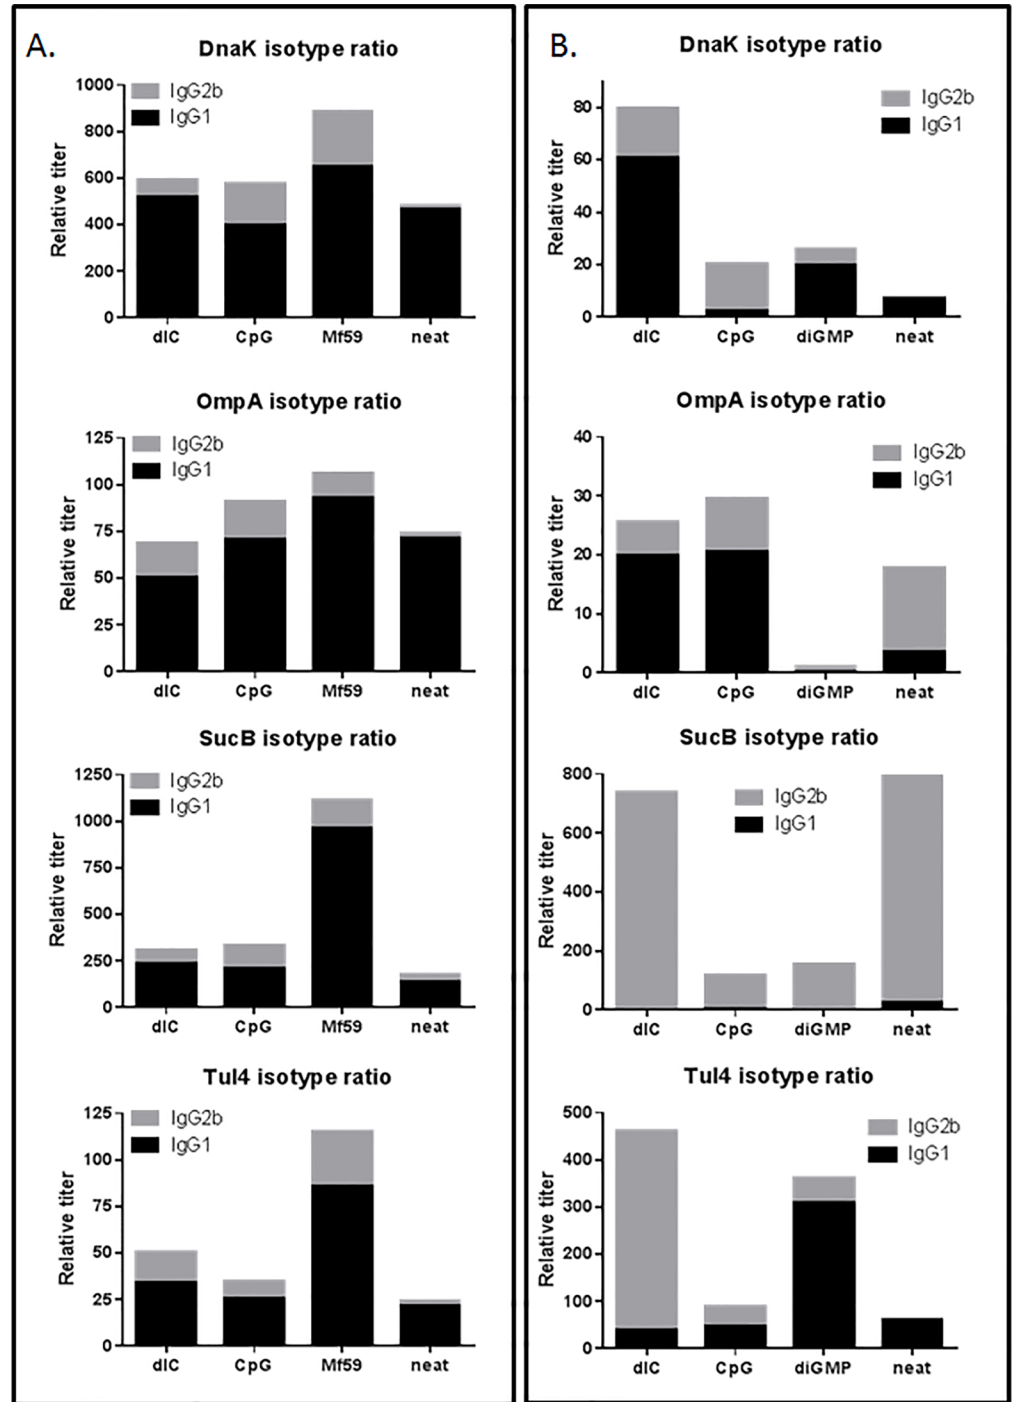 A.
DnaK isotype ratio
IgG2b
IgG1
Relative titer
1000
800
600
400
200
0
dIC CpG Mf59 neat
OmpA isotype ratio
IgG2b
IgG1
Relative titer
125
100
75
50
25
0
dIC CpG Mf59 neat
SucB isotype ratio
IgG2b
IgG1
Relative titer
1250
1000
750
500
250
0
dIC CpG Mf59 neat
Tul4 isotype ratio
IgG2b
IgG1
Relative titer
125
100
75
50
25
0
dIC CpG Mf59 neat
B.
DnaK isotype ratio
IgG2b
IgG1
Relative titer
80
60
40
20
0
dIC CpG diGMP neat
OmpA isotype ratio
IgG2b
IgG1
Relative titer
40
30
20
10
0
dIC CpG diGMP neat
SucB isotype ratio
IgG2b
IgG1
Relative titer
800
600
400
200
0
dIC CpG diGMP neat
Tul4 isotype ratio
IgG2b
IgG1
Relative titer
500
400
300
200
100
0
dIC CpG diGMP neat